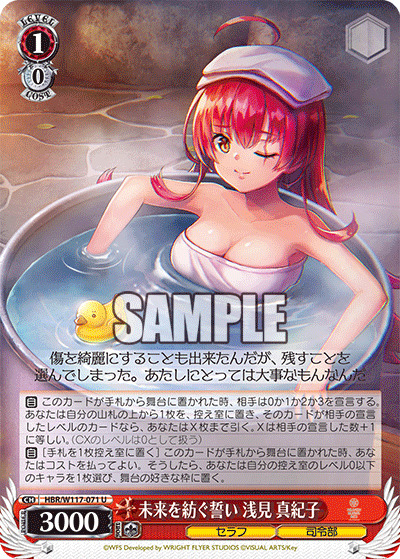 LEVEL
1
0
COST
SAMPLE
傷を綺麗にすることも出来たんだが、残すことを
選んでしまった。あたしにとっては大事なもんなんだ
自 このカードが手札から舞台に置かれた時、相手は0か1か2か3を宣言する。
あなたは自分の山札の上から1枚を、控え室に置き、そのカードが相手の宣言
したレベルのカードなら、あなたはX枚まで引く。Xは相手の宣言した数＋1
に等しい。（CXのレベルは0として扱う）
自 ［手札を1枚控え室に置く］ このカードが手札から舞台に置かれた時、あな
たはコストを払ってよい。そうしたら、あなたは自分の控え室のレベル0以下
のキャラを1枚選び、舞台の好きな枠に置く。
CH HBR/W117-071 U
3000
未来を紡ぐ誓い 浅見 真紀子
セラフ
司令部
©WFS Developed by WRIGHT FLYER STUDIOS ©VISUAL ARTS/Key